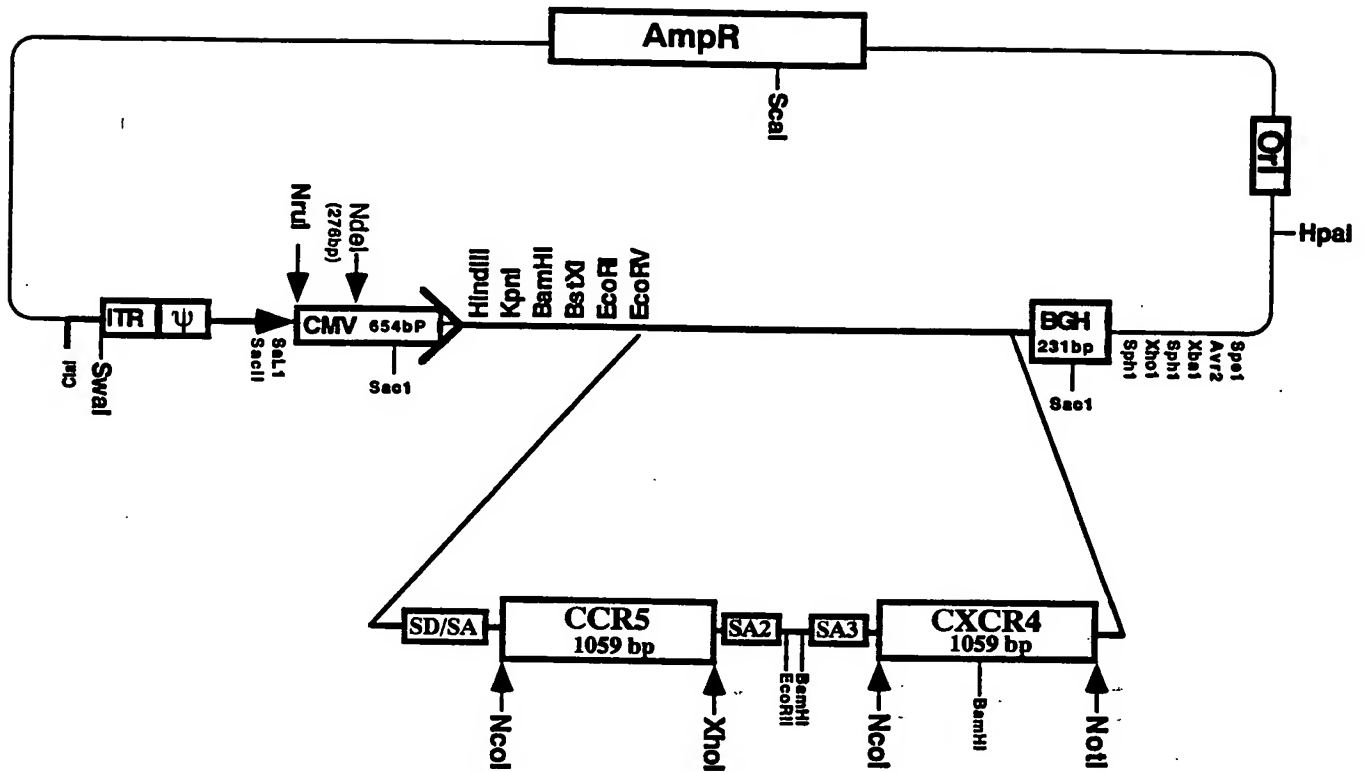 AmpR
ScaI
OrI
HpaI
NruI
NdeI
(276bp)
HindIII
KpnI
BamHI
BstXI
EcoRI
EcoRV
ITR
ψ
CMV 654bP
BGH
231bp
ClaI
SwaI
SacII
SaL1
Sac1
Sac1
Sph1
Xho1
Sph1
Xba1
Avr2
Spe1
SD/SA
CCR5
1059 bp
SA2
SA3
CXCR4
1059 bp
NcoI
XhoI
EcoRII
BamHI
NcoI
BamHI
NotI